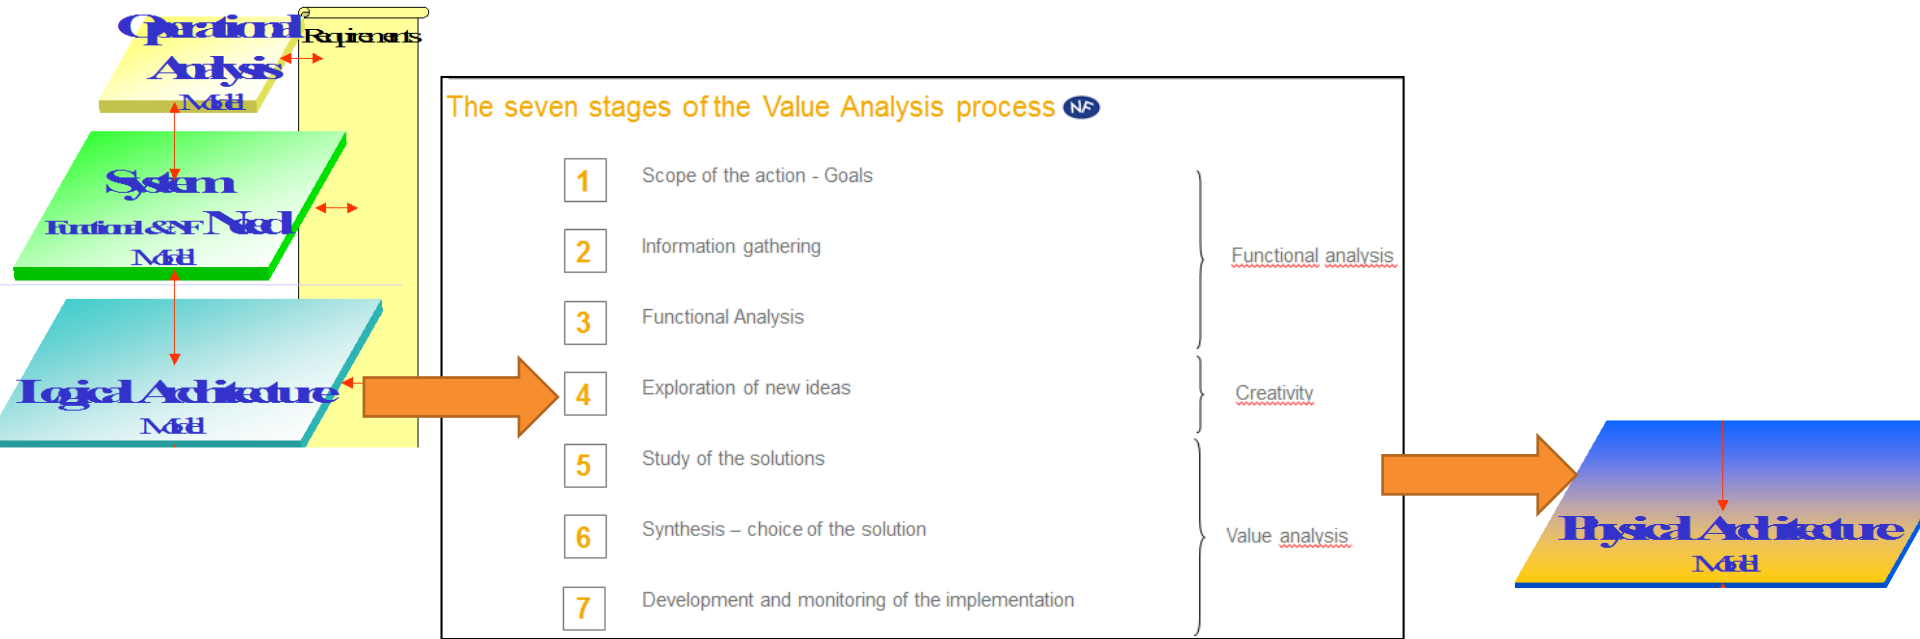 Operational
Analysis
Model
Requirements
System
Functional & NF Need
Model
Logical Architecture
Model
The seven stages of the Value Analysis process NF
1 Scope of the action - Goals
2 Information gathering
3 Functional Analysis
Functional analysis
4 Exploration of new ideas
Creativity
5 Study of the solutions
6 Synthesis – choice of the solution
Value analysis
7 Development and monitoring of the implementation
Physical Architecture
Model